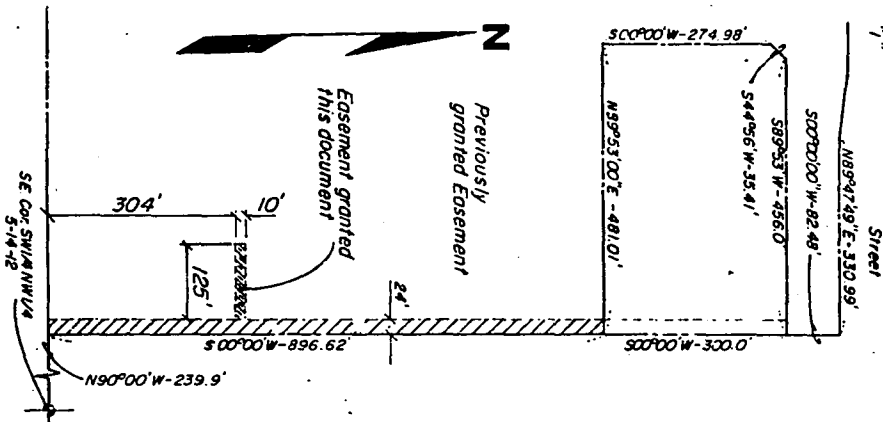 Street
N
S00°00'W-274.98'
S44°56'W-35.41'
S89°53'W-456.0'
S00°00'00"W-82.48'
N89°47'49"E-330.99'
N89°53'00"E-481.01'
Previously
granted Easement
Easement granted
this document
304'
10'
125'
24'
S00°00'W-896.62'
S00°00'W-300.0'
N90°00'W-239.9'
SE Cor. SW1/4NW1/4
5-14-12